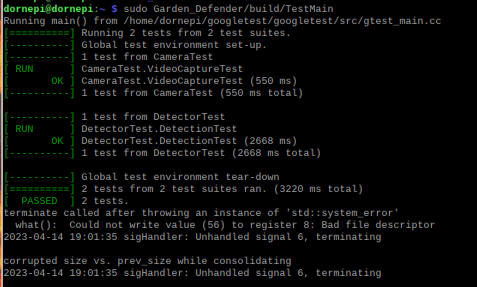 dornepi@dornepi:~ $ sudo Garden_Defender/build/TestMain
Running main() from /home/dornepi/googletest/googletest/src/gtest_main.cc
[==========] Running 2 tests from 2 test suites.
[----------] Global test environment set-up.
[----------] 1 test from CameraTest
[ RUN      ] CameraTest.VideoCaptureTest
[       OK ] CameraTest.VideoCaptureTest (550 ms)
[----------] 1 test from CameraTest (550 ms total)
[----------] 1 test from DetectorTest
[ RUN      ] DetectorTest.DetectionTest
[       OK ] DetectorTest.DetectionTest (2668 ms)
[----------] 1 test from DetectorTest (2668 ms total)
[----------] Global test environment tear-down
[==========] 2 tests from 2 test suites ran. (3220 ms total)
[  PASSED  ] 2 tests.
terminate called after throwing an instance of 'std::system_error'
  what():  Could not write value (56) to register 8: Bad file descriptor
2023-04-14 19:01:35 sigHandler: Unhandled signal 6, terminating
corrupted size vs. prev_size while consolidating
2023-04-14 19:01:35 sigHandler: Unhandled signal 6, terminating